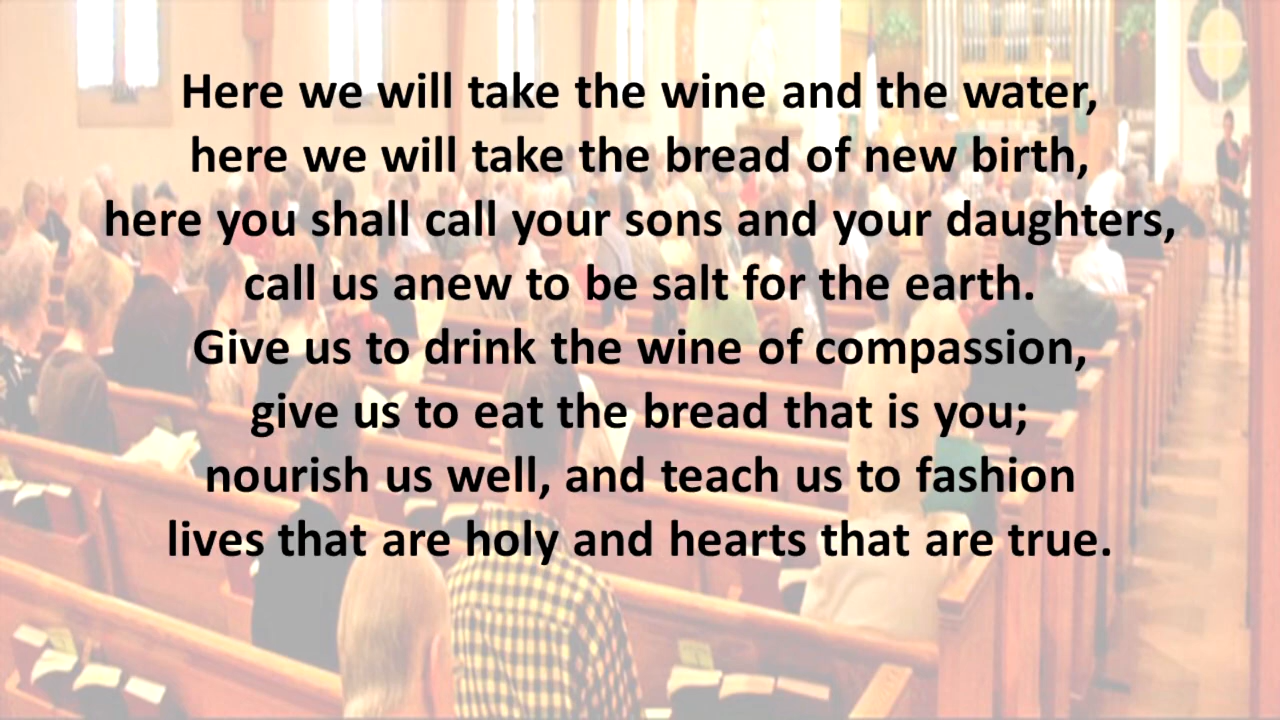 Here we will take the wine and the water,
here we will take the bread of new birth,
here you shall call your sons and your daughters,
call us anew to be salt for the earth.
Give us to drink the wine of compassion,
give us to eat the bread that is you;
nourish us well, and teach us to fashion
lives that are holy and hearts that are true.